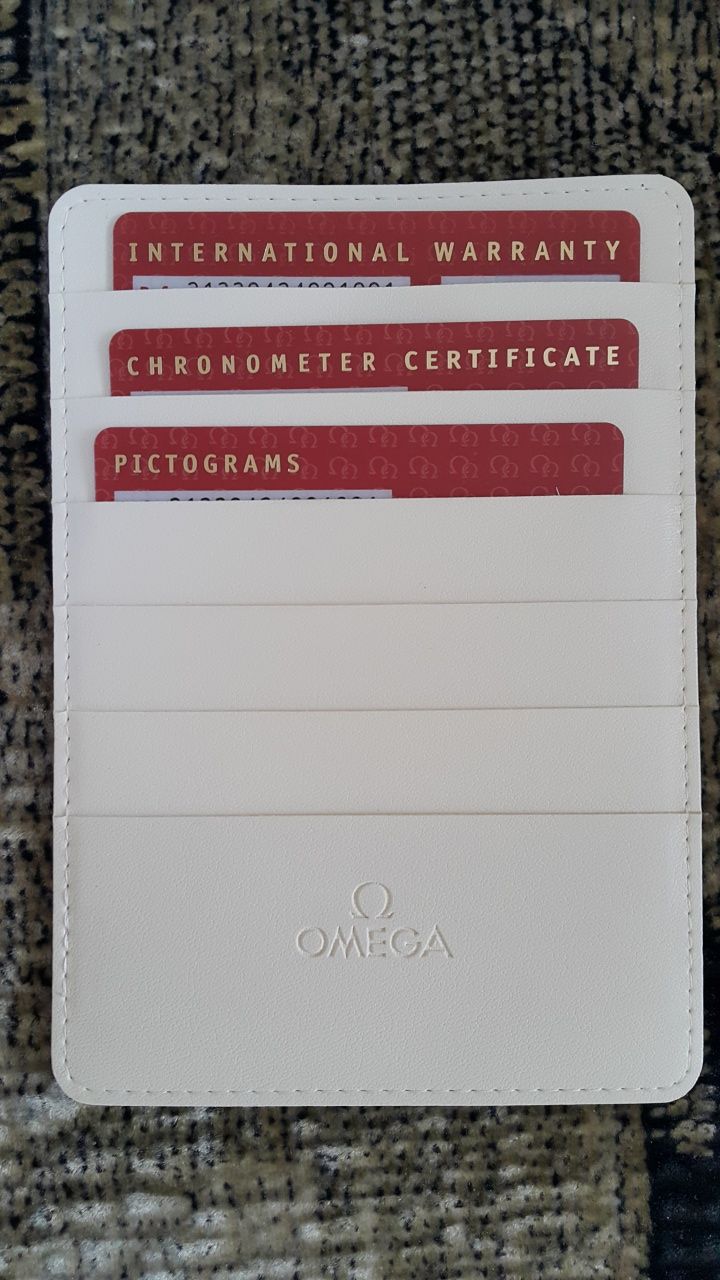 INTERNATIONAL WARRANTY
CHRONOMETER CERTIFICATE
PICTOGRAMS
Ω
OMEGA